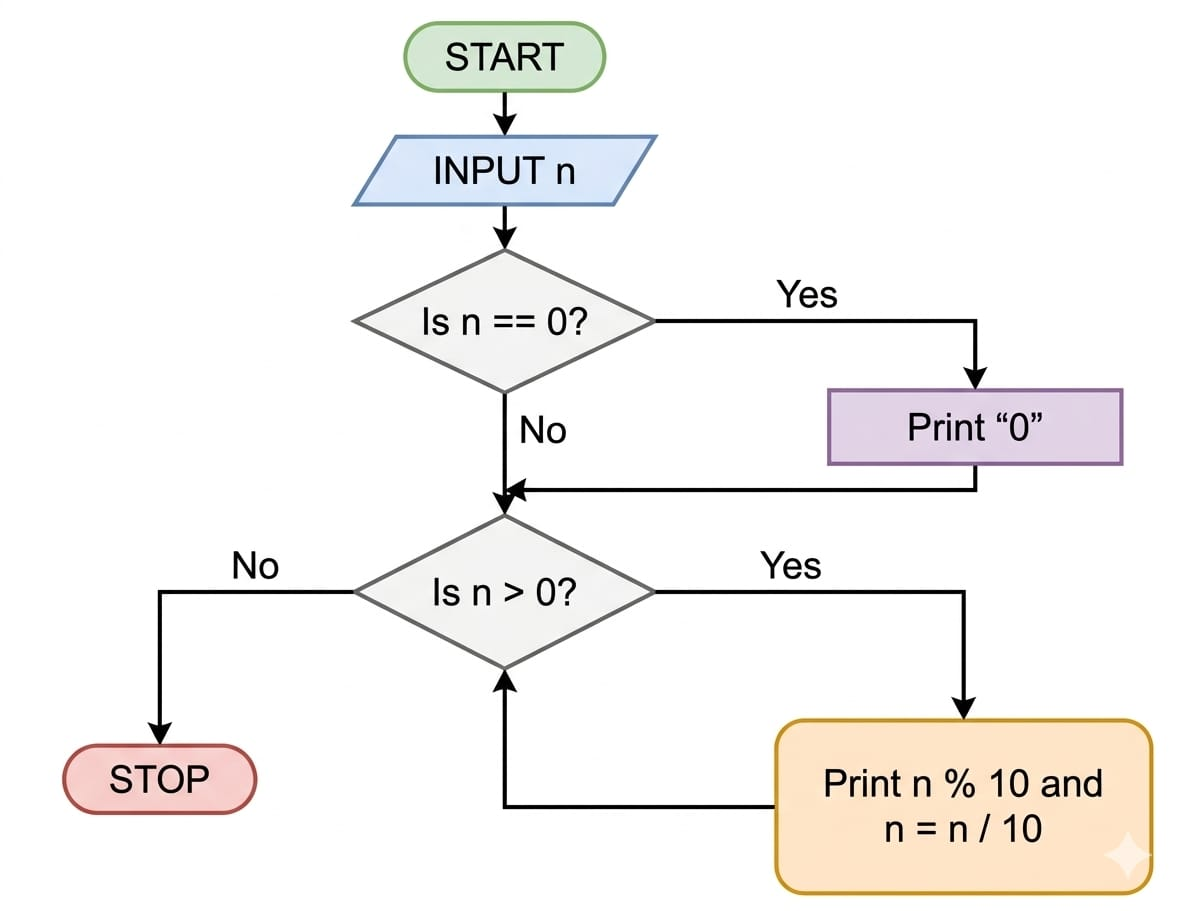 START
INPUT n
Is n == 0?
Yes
No
Print “0”
Is n > 0?
No
Yes
STOP
Print n % 10 and
n = n / 10